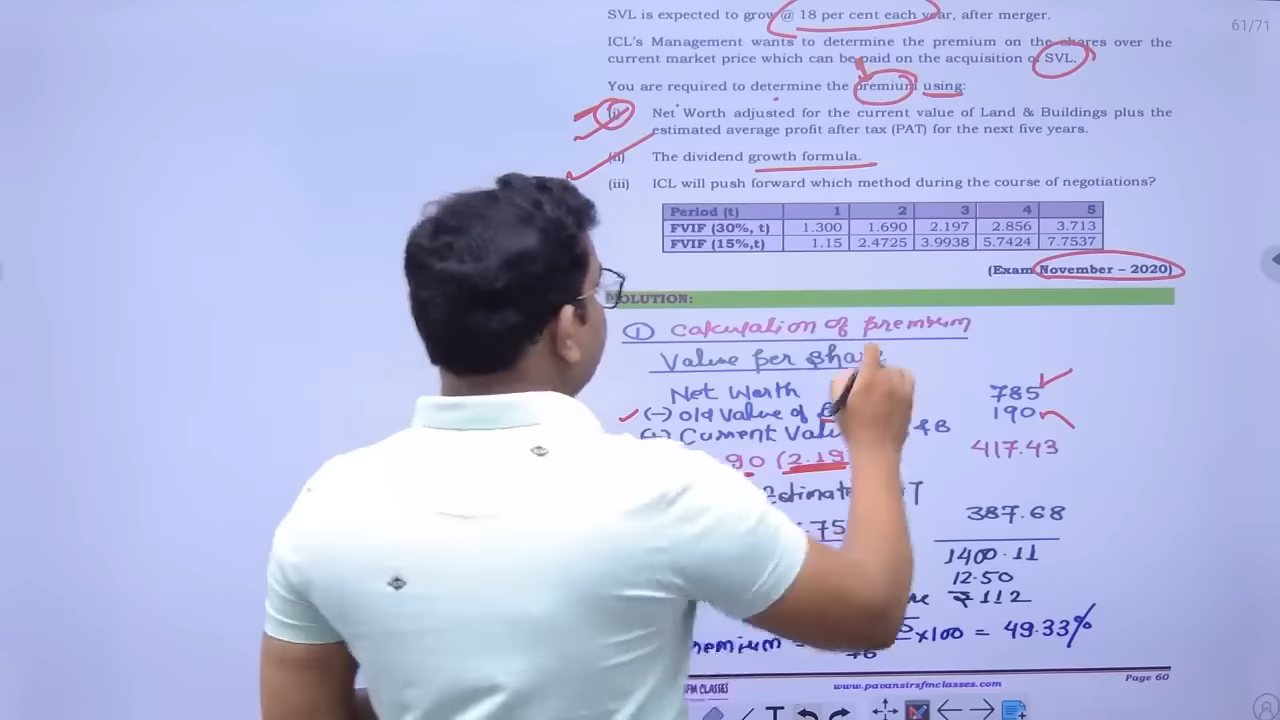 61/71
SVL is expected to grow @ 18 per cent each year, after merger.
ICL's Management wants to determine the premium on the shares over the
current market price which can be paid on the acquisition of SVL.
You are required to determine the premium using:
(i) Net Worth adjusted for the current value of Land & Buildings plus the
estimated average profit after tax (PAT) for the next five years.
(ii) The dividend growth formula.
(iii) ICL will push forward which method during the course of negotiations?
Period (t) 1 2 3 4 5
FVIF (30%, t) 1.300 1.690 2.197 2.856 3.713
FVIF (15%,t) 1.15 2.4725 3.9938 5.7424 7.7537
(Exam November – 2020)
SOLUTION:
① Calculation of premium
Value per share
Net Worth 785
(-) old value of 190
Current &B
90 (2.19 417.43
387.68
1400.11
12.50
₹112
premium = x100 = 49.33%
SFM CLASSES www.pavansirsfmclasses.com Page 60